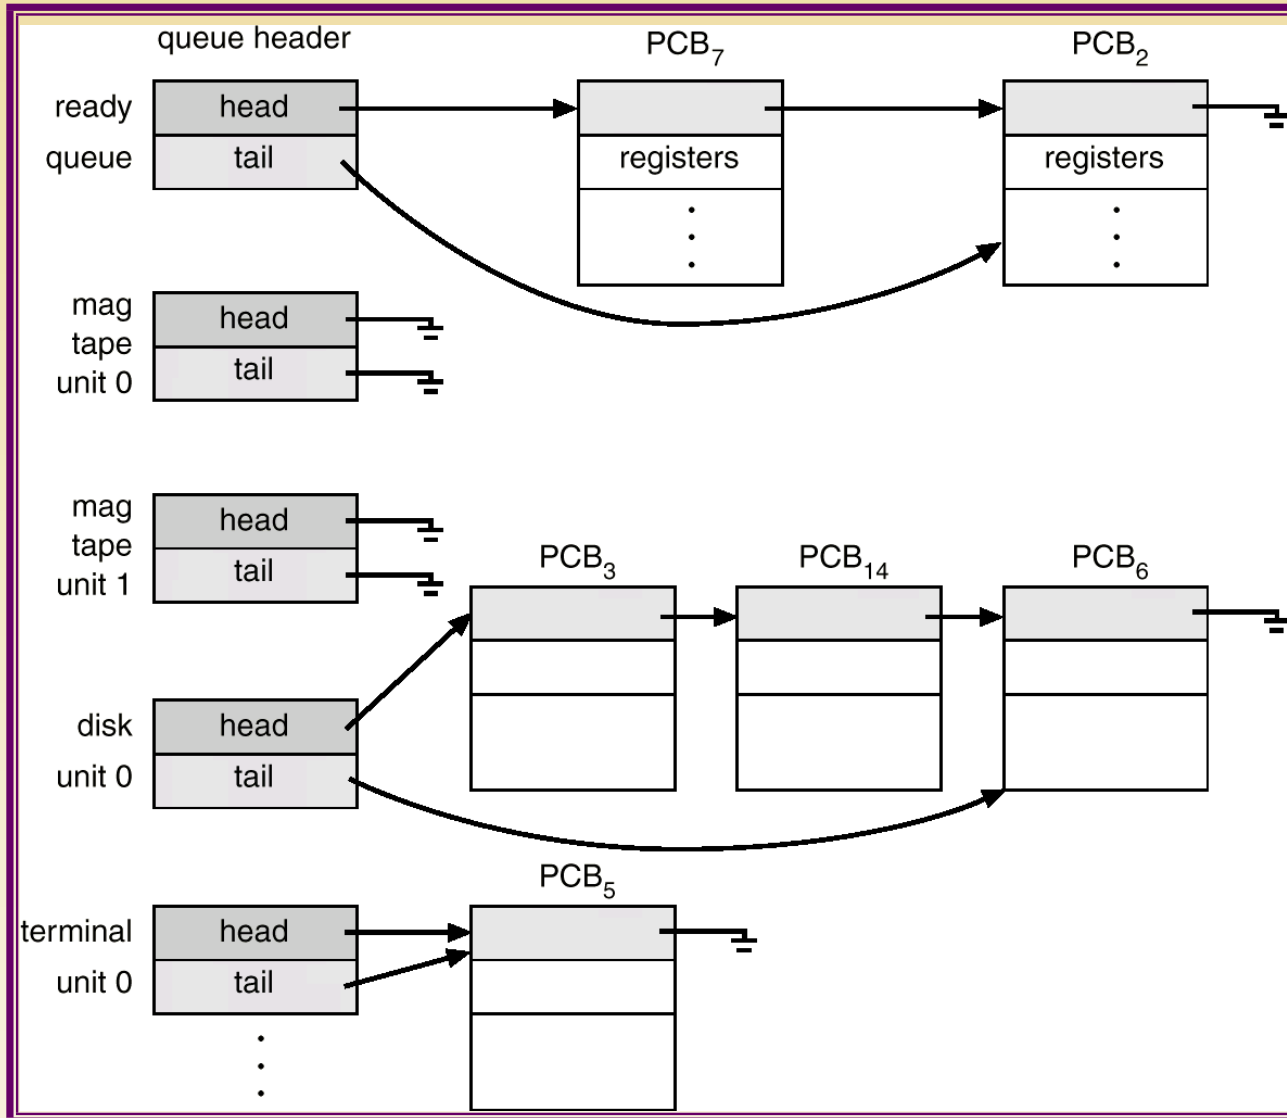 queue header
PCB7
PCB2
ready
head
queue
tail
registers
registers
mag
tape
unit 0
head
tail
mag
tape
unit 1
head
tail
PCB3
PCB14
PCB6
disk
head
unit 0
tail
PCB5
terminal
head
unit 0
tail